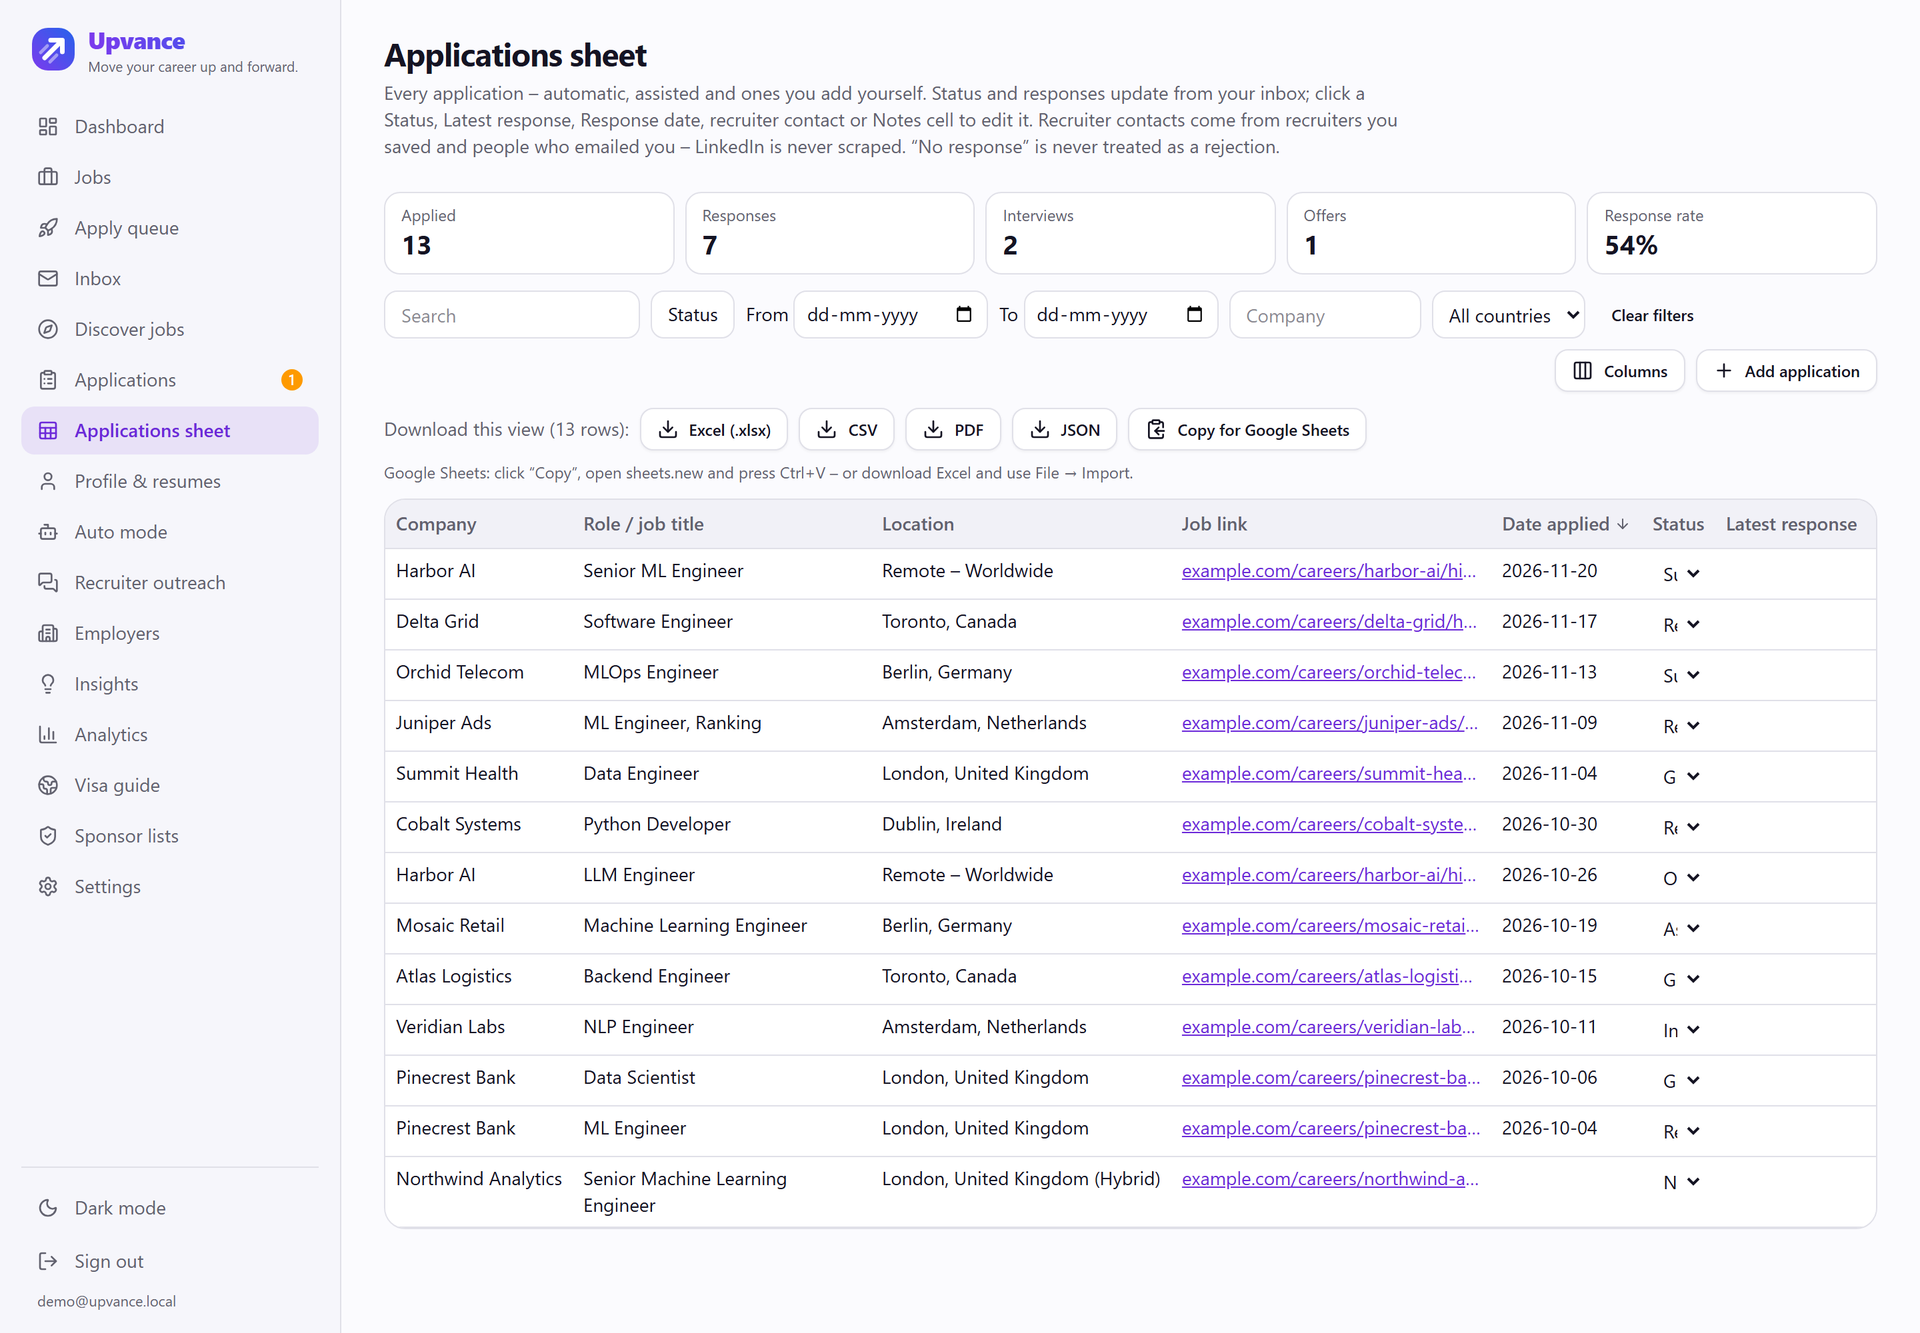 Upvance
Move your career up and forward.
Dashboard
Jobs
Apply queue
Inbox
Discover jobs
Applications 1
Applications sheet
Profile & resumes
Auto mode
Recruiter outreach
Employers
Insights
Analytics
Visa guide
Sponsor lists
Settings
Dark mode
Sign out
demo@upvance.local
Applications sheet
Every application – automatic, assisted and ones you add yourself. Status and responses update from your inbox; click a
Status, Latest response, Response date, recruiter contact or Notes cell to edit it. Recruiter contacts come from recruiters you
saved and people who emailed you – LinkedIn is never scraped. “No response” is never treated as a rejection.
Applied Responses Interviews Offers Response rate
13 7 2 1 54%
Search Status From dd-mm-yyyy To dd-mm-yyyy Company All countries Clear filters
Columns Add application
Download this view (13 rows): Excel (.xlsx) CSV PDF JSON Copy for Google Sheets
Google Sheets: click “Copy”, open sheets.new and press Ctrl+V – or download Excel and use File → Import.
Company Role / job title Location Job link Date applied ↓ Status Latest response
Harbor AI Senior ML Engineer Remote – Worldwide example.com/careers/harbor-ai/hi... 2026-11-20
Delta Grid Software Engineer Toronto, Canada example.com/careers/delta-grid/h... 2026-11-17 Re
Orchid Telecom MLOps Engineer Berlin, Germany example.com/careers/orchid-telec... 2026-11-13
Juniper Ads ML Engineer, Ranking Amsterdam, Netherlands example.com/careers/juniper-ads/... 2026-11-09 Re
Summit Health Data Engineer London, United Kingdom example.com/careers/summit-hea... 2026-11-04 G
Cobalt Systems Python Developer Dublin, Ireland example.com/careers/cobalt-syste... 2026-10-30 Re
Harbor AI LLM Engineer Remote – Worldwide example.com/careers/harbor-ai/hi... 2026-10-26 O
Mosaic Retail Machine Learning Engineer Berlin, Germany example.com/careers/mosaic-retai... 2026-10-19
Atlas Logistics Backend Engineer Toronto, Canada example.com/careers/atlas-logisti... 2026-10-15 G
Veridian Labs NLP Engineer Amsterdam, Netherlands example.com/careers/veridian-lab... 2026-10-11 In
Pinecrest Bank Data Scientist London, United Kingdom example.com/careers/pinecrest-ba... 2026-10-06 G
Pinecrest Bank ML Engineer London, United Kingdom example.com/careers/pinecrest-ba... 2026-10-04 Re
Northwind Analytics Senior Machine Learning London, United Kingdom (Hybrid) example.com/careers/northwind-a... N
Engineer